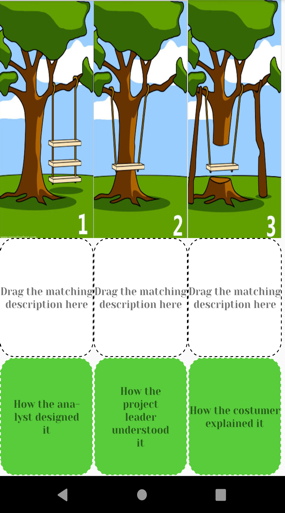 1 2 3
Drag the matching
description here
Drag the matching
description here
Drag the matching
description here
How the ana-
lyst designed
it
How the
project
leader
understood
it
How the costumer
explained it